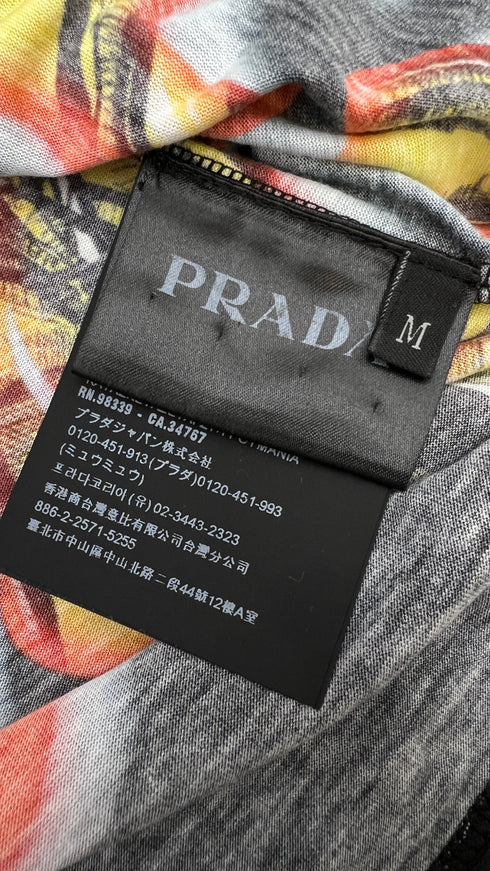 PRADA
M
RN.98339 - CA.34767
プラダジャパン株式会社
0120-451-913(プラダ)0120-451-993
(ミュウミュウ)
프라다코리아(유) 02-3443-2323
香港商台灣意比有限公司台灣分公司
886-2-2571-5255
臺北市中山區中山北路二段44號12樓A室